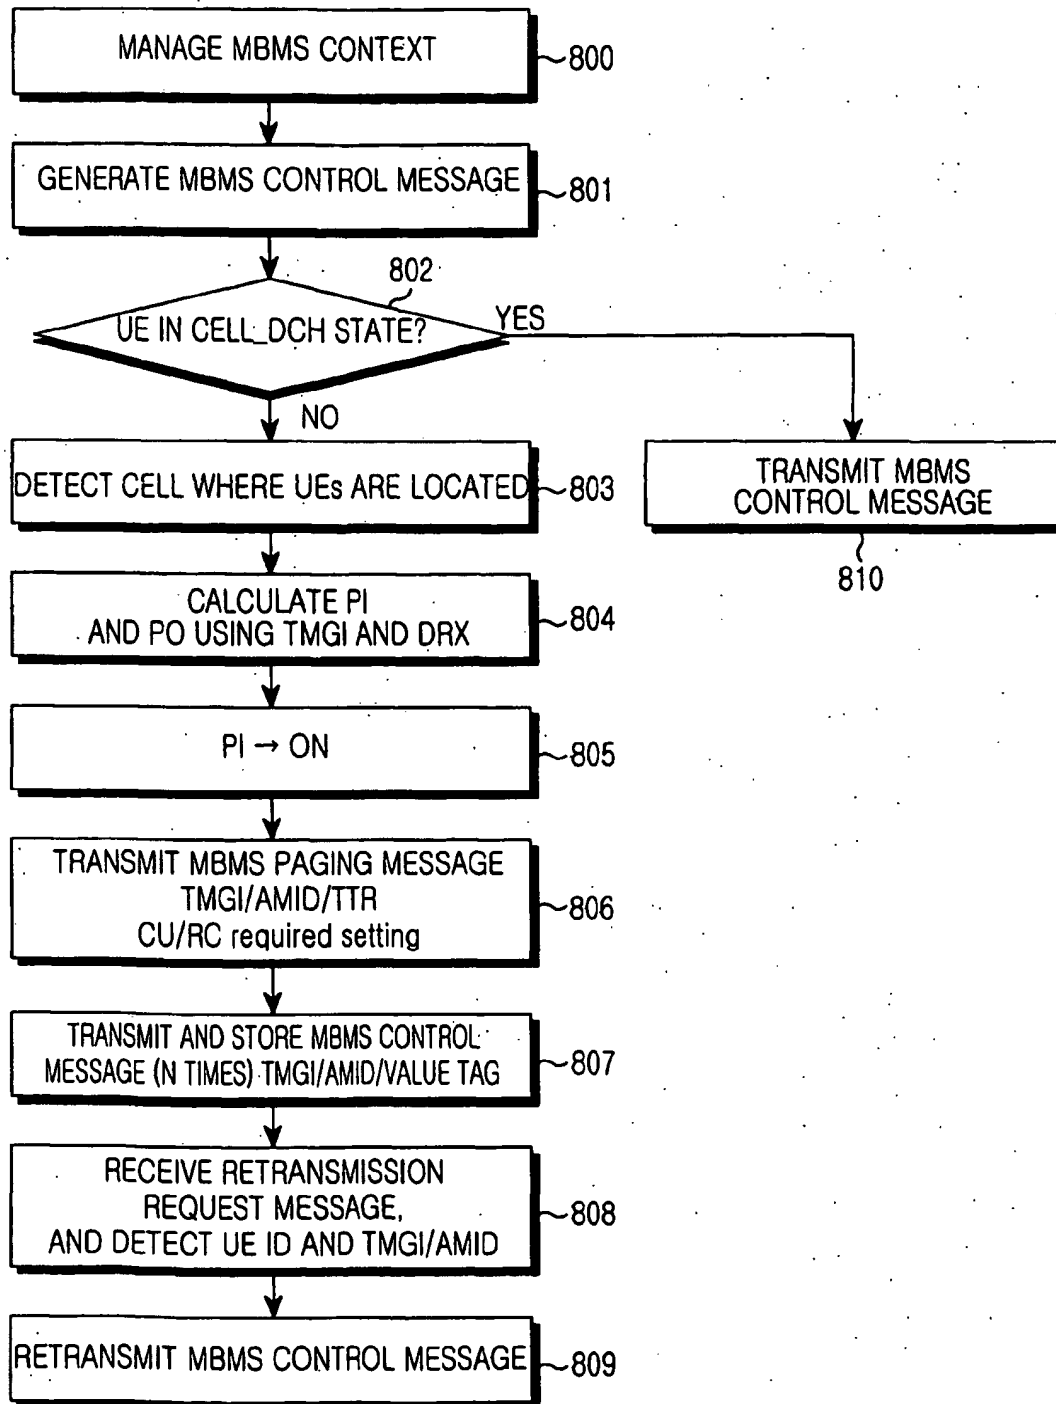 MANAGE MBMS CONTEXT
800
GENERATE MBMS CONTROL MESSAGE
801
802
UE IN CELL_DCH STATE?
YES
NO
DETECT CELL WHERE UEs ARE LOCATED
803
TRANSMIT MBMS
CONTROL MESSAGE
810
CALCULATE PI
AND PO USING TMGI AND DRX
804
PI → ON
805
TRANSMIT MBMS PAGING MESSAGE
TMGI/AMID/TTR
CU/RC required setting
806
TRANSMIT AND STORE MBMS CONTROL
MESSAGE (N TIMES) TMGI/AMID/VALUE TAG
807
RECEIVE RETRANSMISSION
REQUEST MESSAGE,
AND DETECT UE ID AND TMGI/AMID
808
RETRANSMIT MBMS CONTROL MESSAGE
809